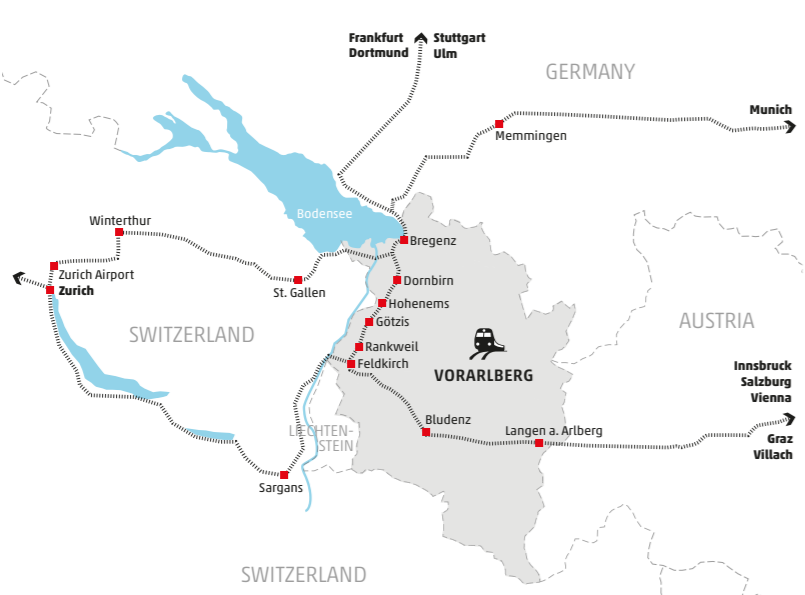 Frankfurt
Dortmund
Stuttgart
Ulm
GERMANY
Munich
Memmingen
Bodensee
Winterthur
Bregenz
Zurich Airport
Zurich
St. Gallen
Dornbirn
Hohenems
Götzis
SWITZERLAND
AUSTRIA
Rankweil
Feldkirch
VORARLBERG
Innsbruck
Salzburg
Vienna
Bludenz
Langen a. Arlberg
LIECHTEN-
STEIN
Graz
Villach
Sargans
SWITZERLAND